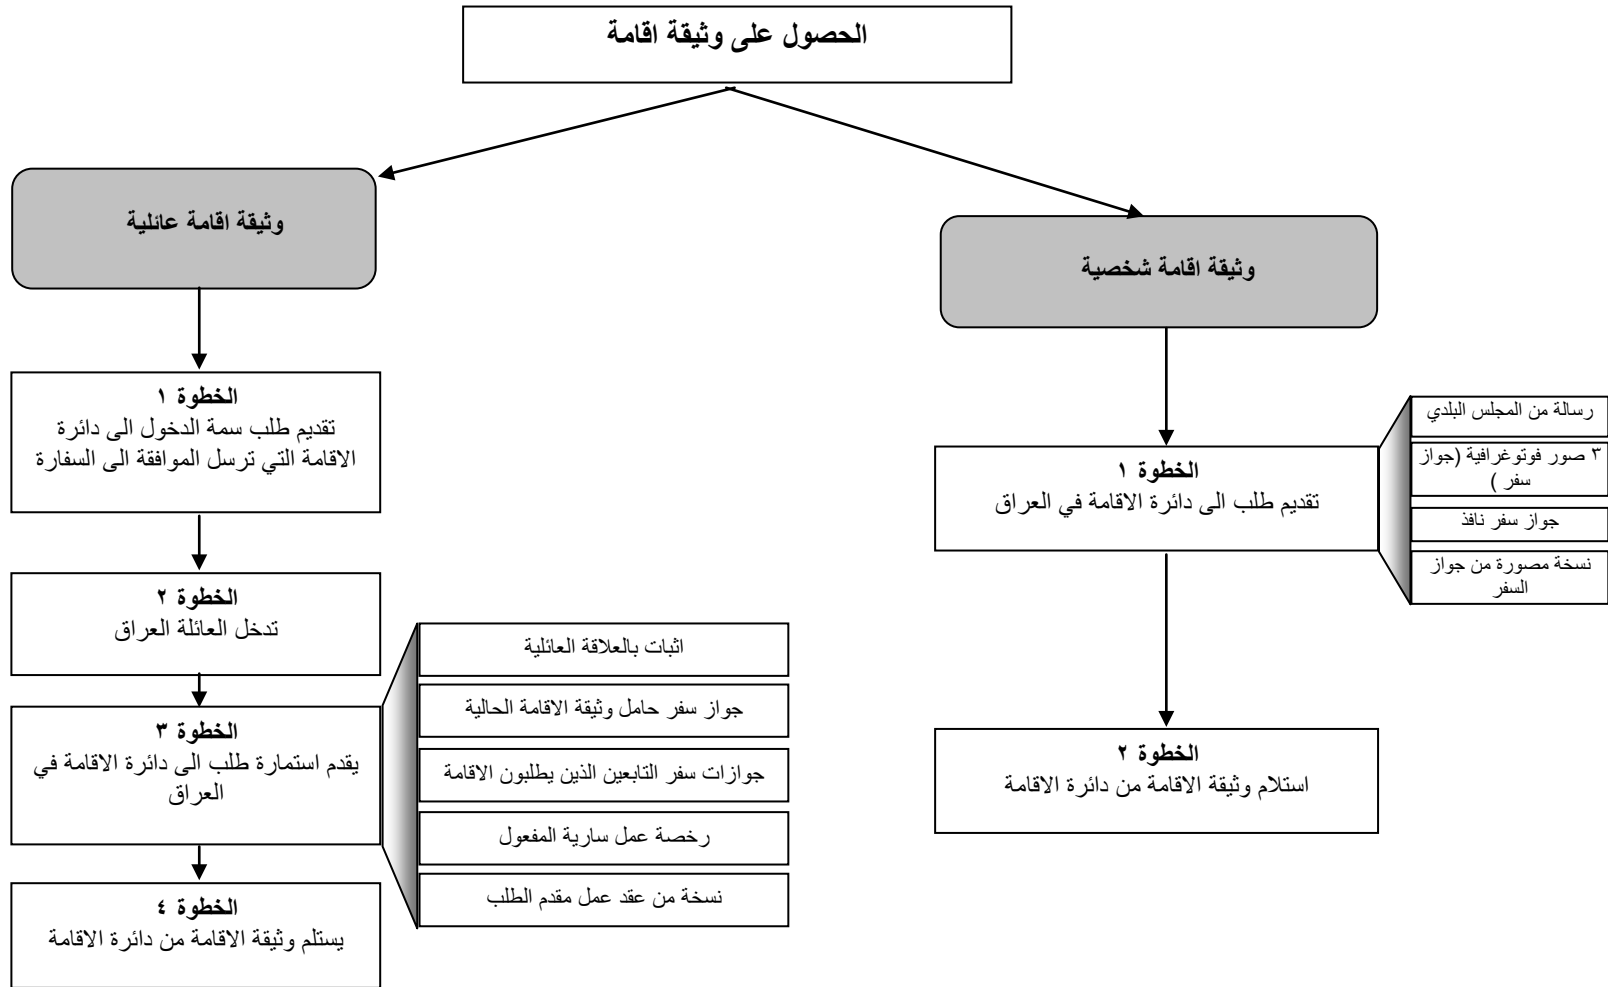 الحصول على وثيقة اقامة
وثيقة اقامة شخصية
الخطوة ١
تقديم طلب الى دائرة الاقامة في العراق
رسالة من المجلس البلدي
٣ صور فوتوغرافية (جواز
سفر )
جواز سفر نافذ
نسخة مصورة من جواز
السفر
الخطوة ٢
استلام وثيقة الاقامة من دائرة الاقامة
وثيقة اقامة عائلية
الخطوة ١
تقديم طلب سمة الدخول الى دائرة
الاقامة التي ترسل الموافقة الى السفارة
الخطوة ٢
تدخل العائلة العراق
الخطوة ٣
يقدم استمارة طلب الى دائرة الاقامة في
العراق
اثبات بالعلاقة العائلية
جواز سفر حامل وثيقة الاقامة الحالية
جوازات سفر التابعين الذين يطلبون الاقامة
رخصة عمل سارية المفعول
نسخة من عقد عمل مقدم الطلب
الخطوة ٤
يستلم وثيقة الاقامة من دائرة الاقامة